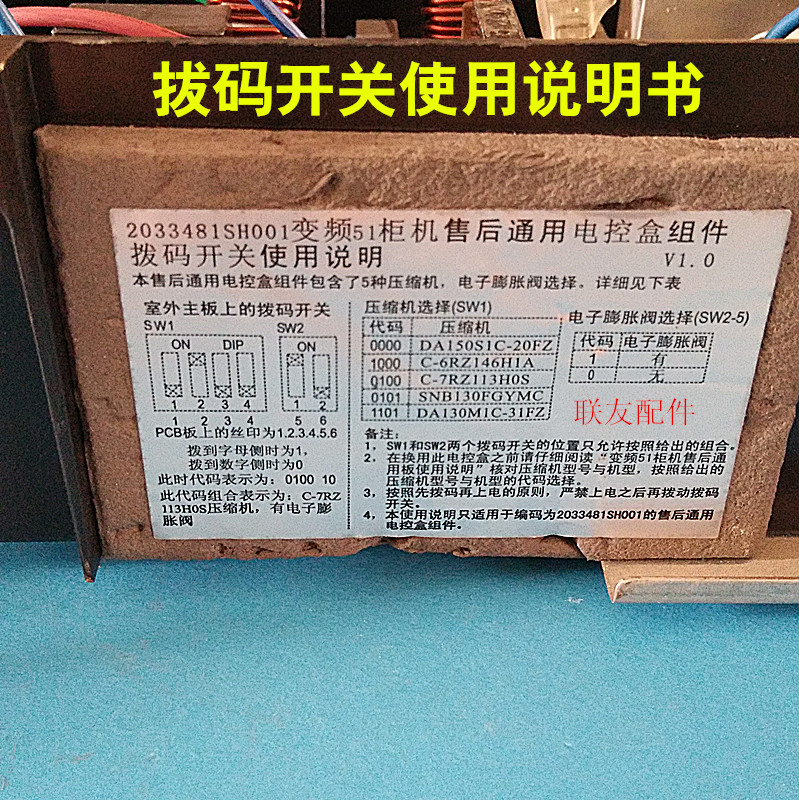 拨码开关使用说明书
2033481SH001变频51柜机售后通用电控盒组件
拨码开关使用说明
V1.0
本售后通用电控盒组件包含了5种压缩机，电子膨胀阀选择。详细见下表
室外主板上的拨码开关
SW1 SW2
ON DIP ON
1 2 3 4 1 2
1 2 3 4 5 6
PCB板上的丝印为1.2.3.4.5.6
拨到字母侧时为1，
拨到数字侧时为0
此时代码表示为：0100 10
此代码组合表示为：C-7RZ
113H0S压缩机，有电子膨
胀阀
压缩机选择(SW1)
代码 压缩机
0000 DA150S1C-20FZ
1000 C-6RZ146H1A
0100 C-7RZ113H0S
0101 SNB130FGYMC
1101 DA130M1C-31FZ
电子膨胀阀选择(SW2-5)
代码 电子膨胀阀
1 有
0 无
联友配件
备注：
1，SW1和SW2两个拨码开关的位置只允许按照给出的组合。
2，在换用此电控盒之前请仔细阅读“变频51柜机售后通
用板使用说明”核对压缩机型号与机型，按照给出的压
缩机型号与机型的代码选择。
3，按照先拨码再上电的原则，严禁上电之后再拨动拨码
开关。
4，本使用说明只适用于编码为2033481SH001的售后通用
电控盒组件。